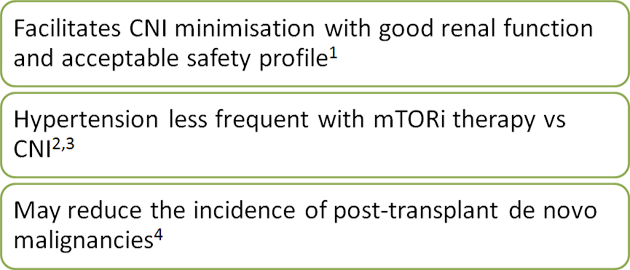 Facilitates CNI minimisation with good renal function
and acceptable safety profile¹
Hypertension less frequent with mTORi therapy vs
CNI²,³
May reduce the incidence of post-transplant de novo
malignancies⁴